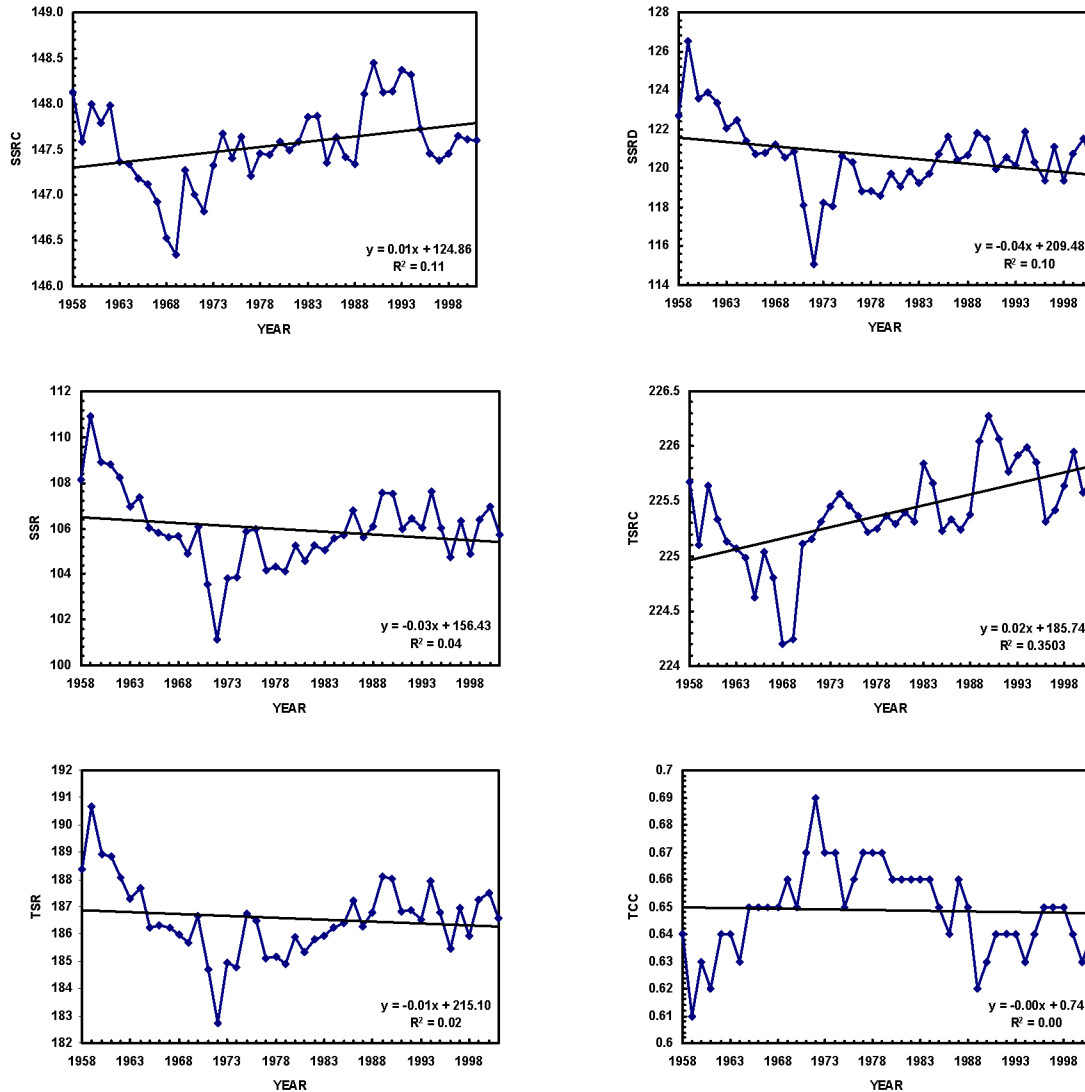 149.0
148.5
148.0
147.5
147.0
146.5
146.0
SSRC
y = 0.01x + 124.86
R² = 0.11
1958 1963 1968 1973 1978 1983 1988 1993 1998
YEAR
128
126
124
122
120
118
116
114
SSRD
y = -0.04x + 209.48
R² = 0.10
1958 1963 1968 1973 1978 1983 1988 1993 1998
YEAR
112
110
108
106
104
102
100
SSR
y = -0.03x + 156.43
R² = 0.04
1958 1963 1968 1973 1978 1983 1988 1993 1998
YEAR
226.5
226
225.5
225
224.5
224
TSRC
y = 0.02x + 185.74
R² = 0.3503
1958 1963 1968 1973 1978 1983 1988 1993 1998
YEAR
192
191
190
189
188
187
186
185
184
183
182
TSR
y = -0.01x + 215.10
R² = 0.02
1958 1963 1968 1973 1978 1983 1988 1993 1998
YEAR
0.7
0.69
0.68
0.67
0.66
0.65
0.64
0.63
0.62
0.61
0.6
TCC
y = -0.00x + 0.74
R² = 0.00
1958 1963 1968 1973 1978 1983 1988 1993 1998
YEAR